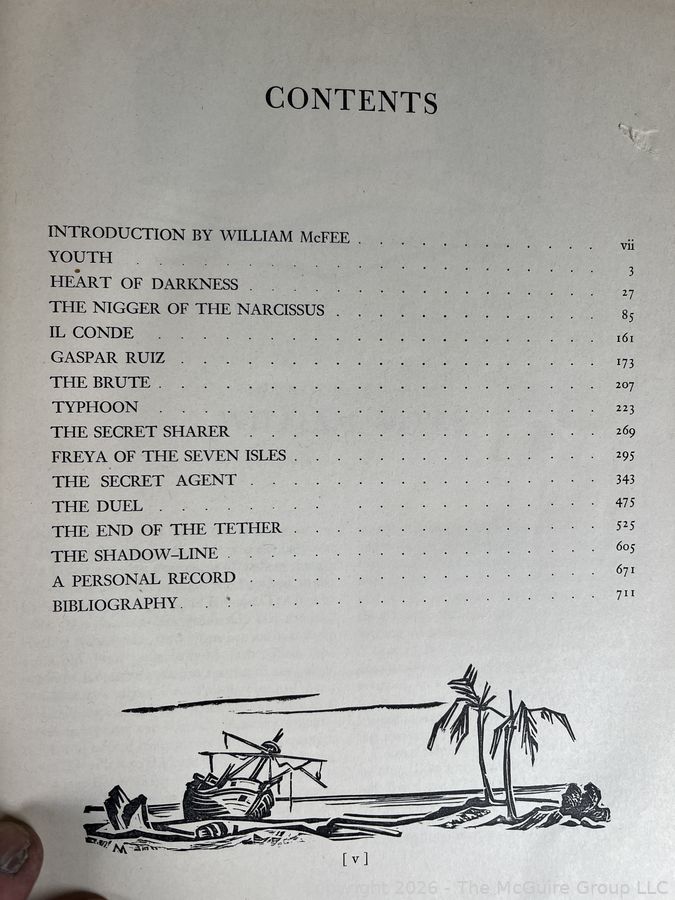 CONTENTS
INTRODUCTION BY WILLIAM McFEE . . . . . . . . . . . vii
YOUTH . . . . . . . . . . . . . . . . . . . . 3
HEART OF DARKNESS . . . . . . . . . . . . . . . 27
THE NIGGER OF THE NARCISSUS . . . . . . . . . . . . 85
IL CONDE . . . . . . . . . . . . . . . . . . . 161
GASPAR RUIZ . . . . . . . . . . . . . . . . . . 173
THE BRUTE . . . . . . . . . . . . . . . . . . . 207
TYPHOON . . . . . . . . . . . . . . . . . . . 223
THE SECRET SHARER . . . . . . . . . . . . . . . . 269
FREYA OF THE SEVEN ISLES . . . . . . . . . . . . . 295
THE SECRET AGENT . . . . . . . . . . . . . . . 343
THE DUEL . . . . . . . . . . . . . . . . . . . 475
THE END OF THE TETHER . . . . . . . . . . . . . 525
THE SHADOW–LINE . . . . . . . . . . . . . . . . 605
A PERSONAL RECORD . . . . . . . . . . . . . . . 671
BIBLIOGRAPHY . . . . . . . . . . . . . . . . . . 711
M
[ v ]
Copyright 2026 - The McGuire Group LLC